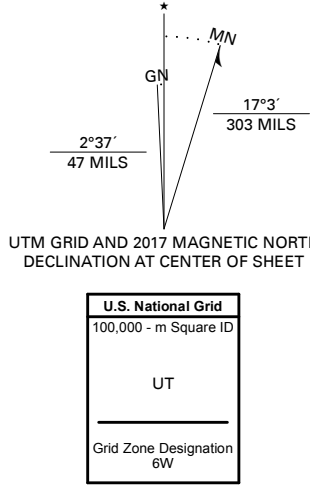 ★
MN
GN
17°3´
303 MILS
2°37´
47 MILS
UTM GRID AND 2017 MAGNETIC NORTH
DECLINATION AT CENTER OF SHEET
U.S. National Grid
100,000 - m Square ID
UT
Grid Zone Designation
6W